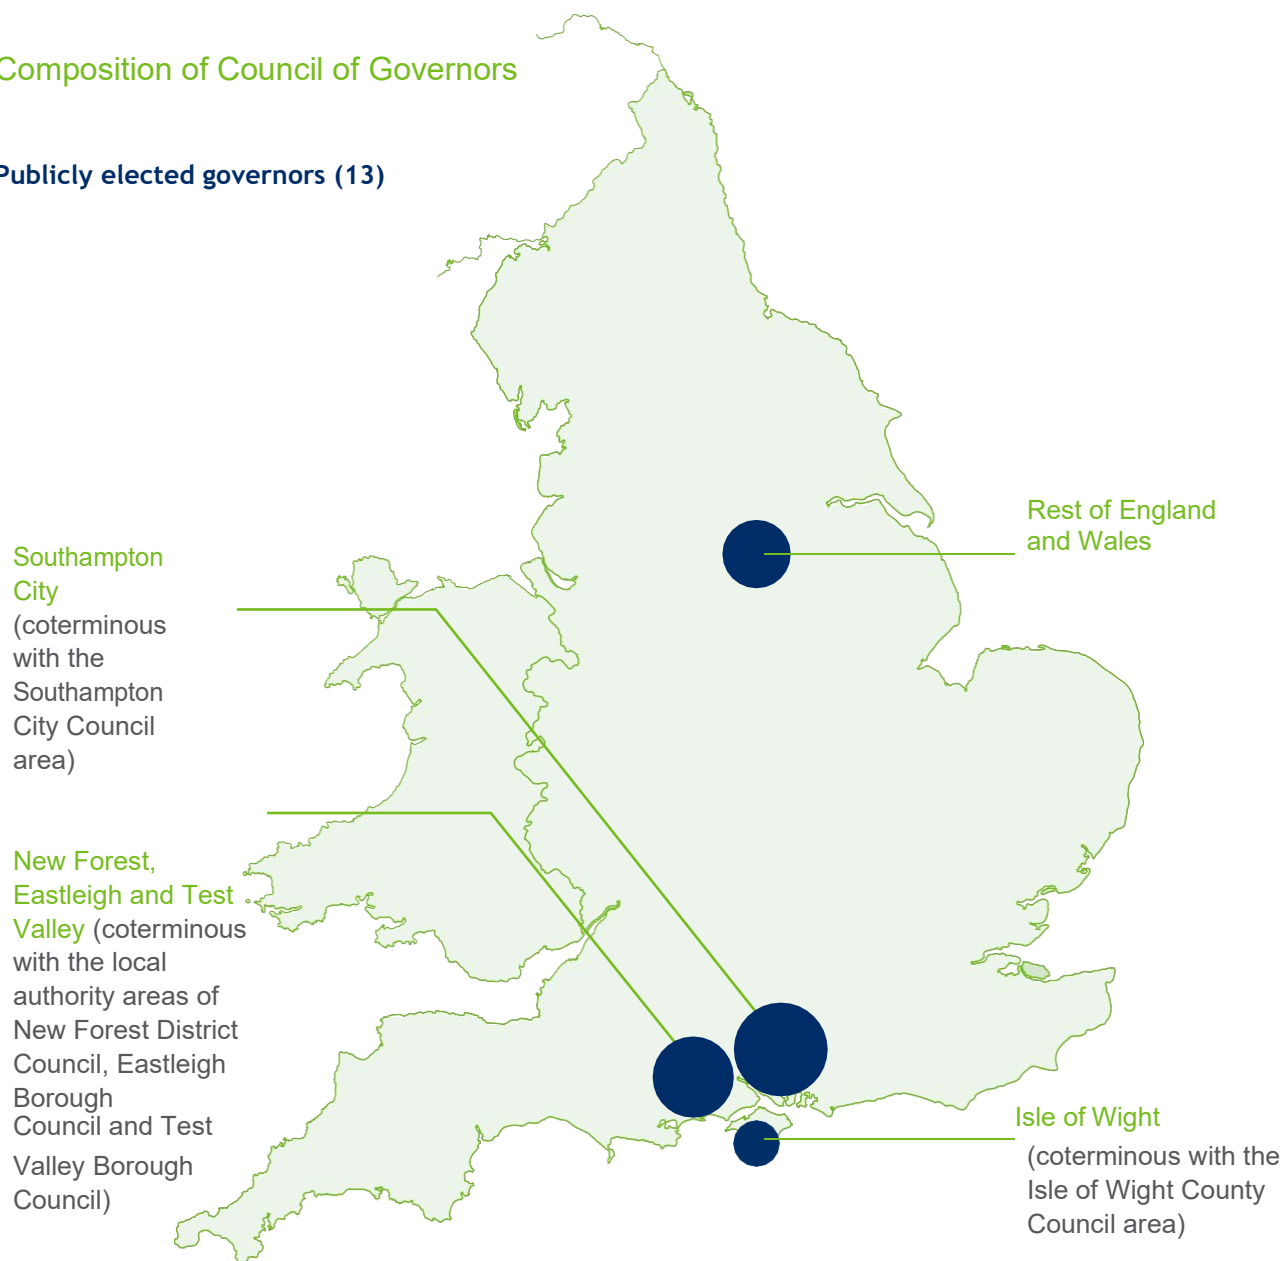 Composition of Council of Governors
Publicly elected governors (13)
Rest of England
and Wales
Southampton
City
(coterminous
with the
Southampton
City Council
area)
New Forest,
Eastleigh and Test
Valley (coterminous
with the local
authority areas of
New Forest District
Council, Eastleigh
Borough
Council and Test
Valley Borough
Council)
Isle of Wight
(coterminous with the
Isle of Wight County
Council area)